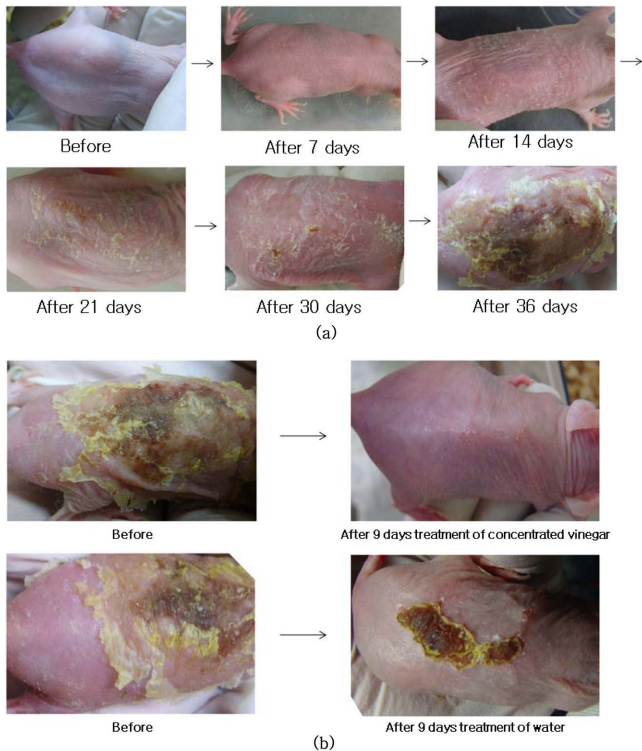 Before
After 7 days
After 14 days
After 21 days
After 30 days
After 36 days
(a)
Before
After 9 days treatment of concentrated vinegar
Before
After 9 days treatment of water
(b)